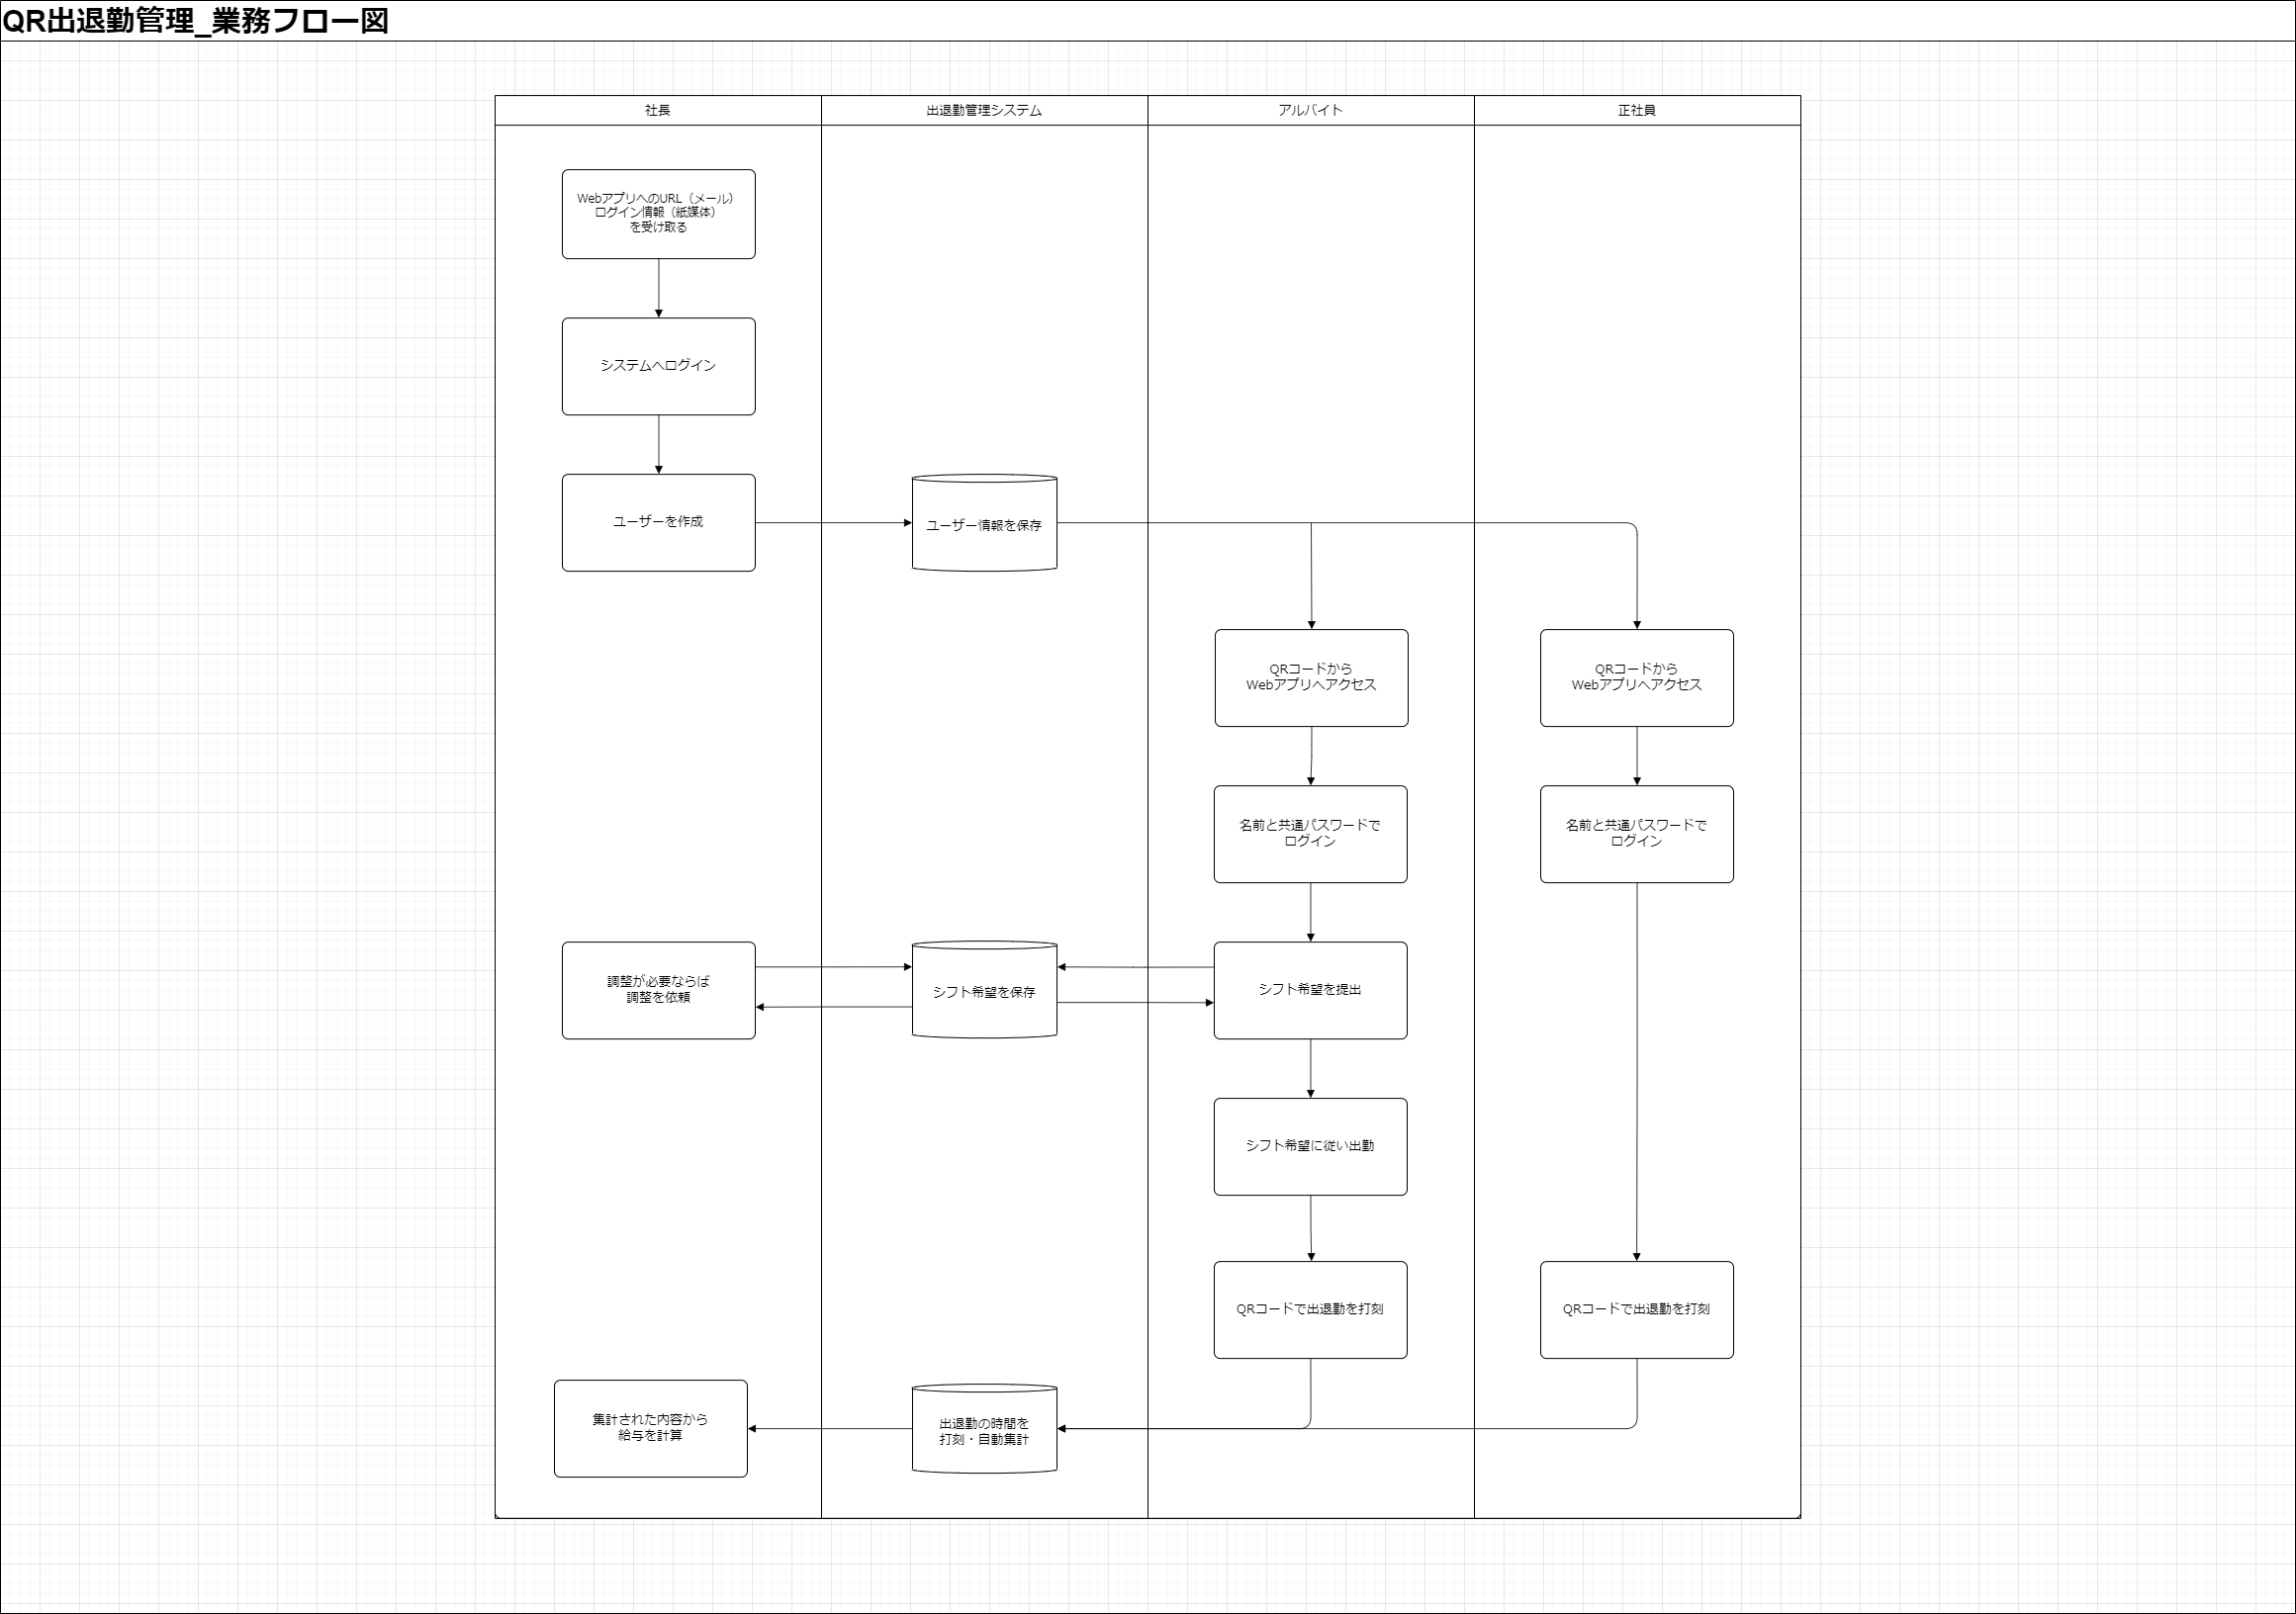 QR出退勤管理_業務フロー図
社長
出退勤管理システム
アルバイト
正社員
WebアプリへのURL（メール）
ログイン情報（紙媒体）
を受け取る
システムへログイン
ユーザーを作成
ユーザー情報を保存
QRコードから
Webアプリへアクセス
QRコードから
Webアプリへアクセス
名前と共通パスワードで
ログイン
名前と共通パスワードで
ログイン
調整が必要ならば
調整を依頼
シフト希望を保存
シフト希望を提出
シフト希望に従い出勤
QRコードで出退勤を打刻
QRコードで出退勤を打刻
集計された内容から
給与を計算
出退勤の時間を
打刻・自動集計